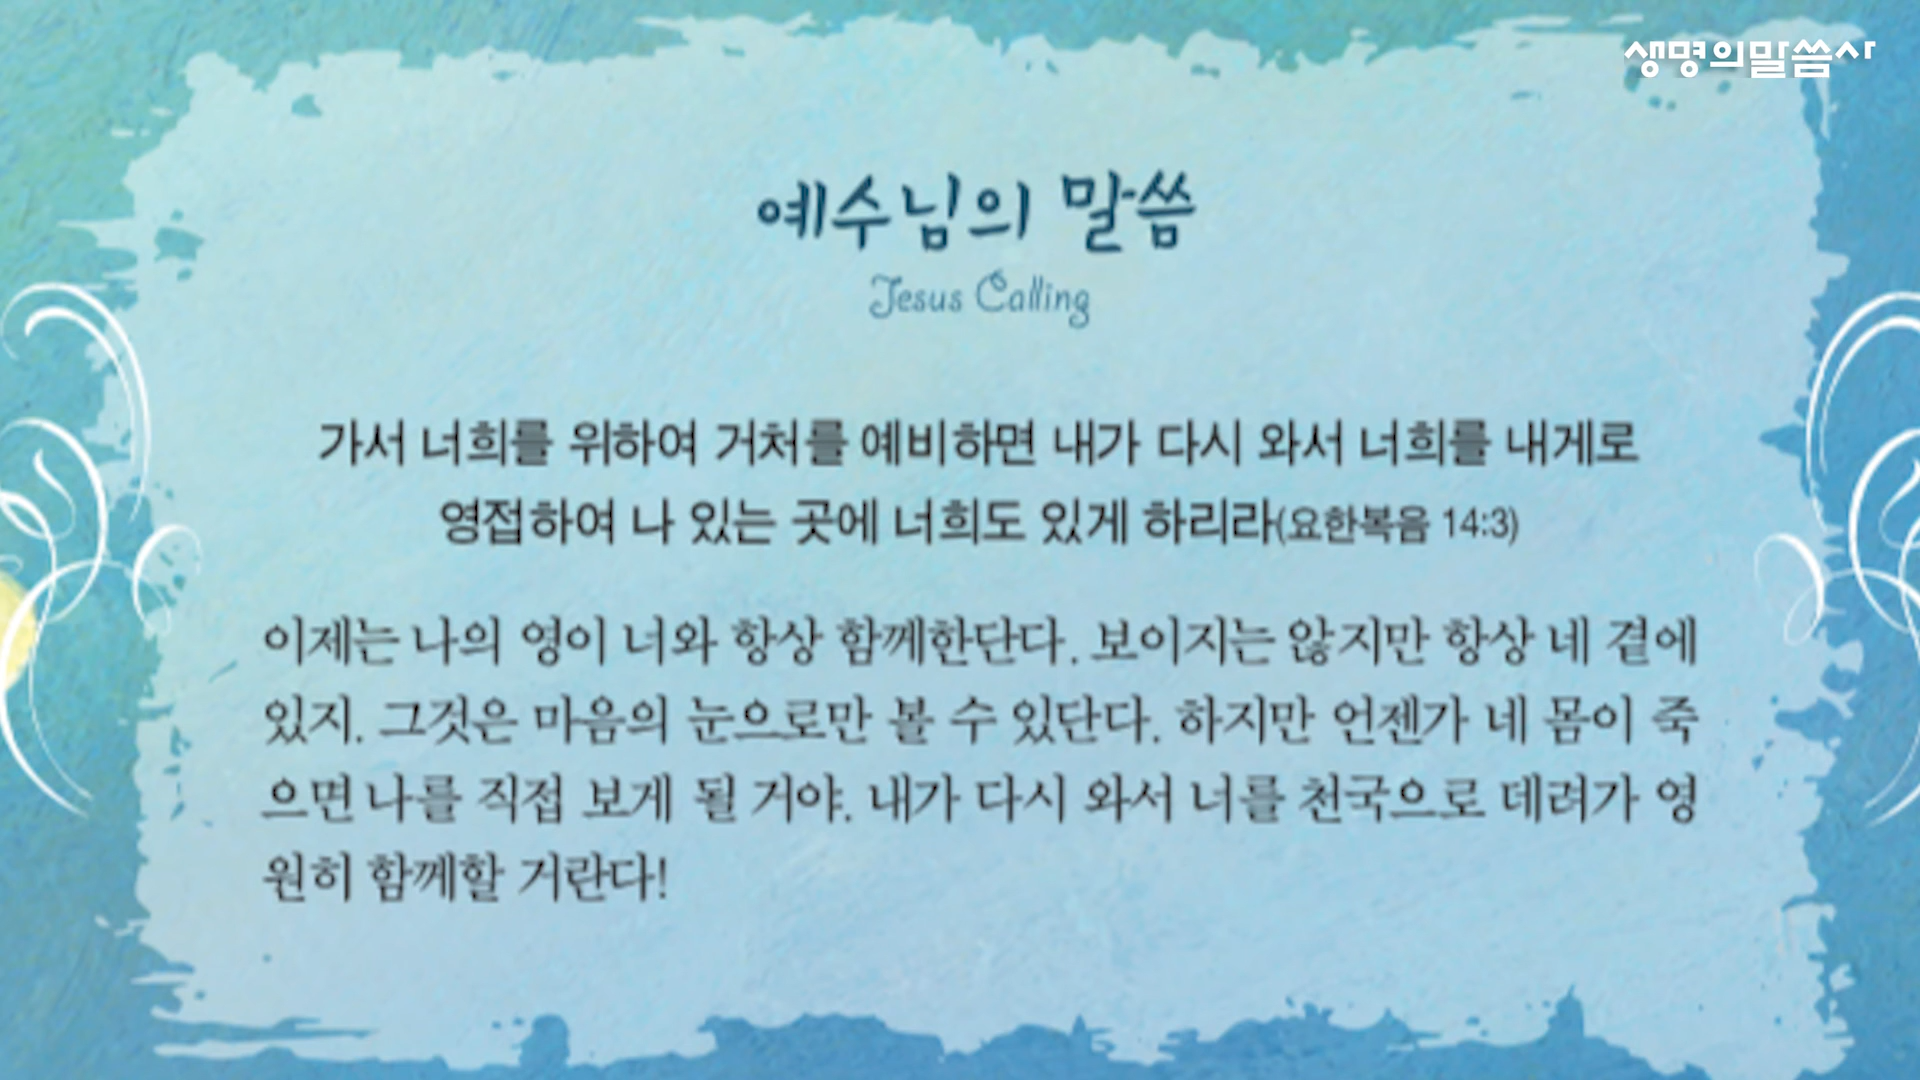 생명의말씀사
예수님의 말씀
Jesus Calling
가서 너희를 위하여 거처를 예비하면 내가 다시 와서 너희를 내게로
영접하여 나 있는 곳에 너희도 있게 하리라(요한복음 14:3)
이제는 나의 영이 너와 항상 함께한단다. 보이지는 않지만 항상 네 곁에
있지. 그것은 마음의 눈으로만 볼 수 있단다. 하지만 언젠가 네 몸이 죽
으면 나를 직접 보게 될 거야. 내가 다시 와서 너를 천국으로 데려가 영
원히 함께할 거란다!